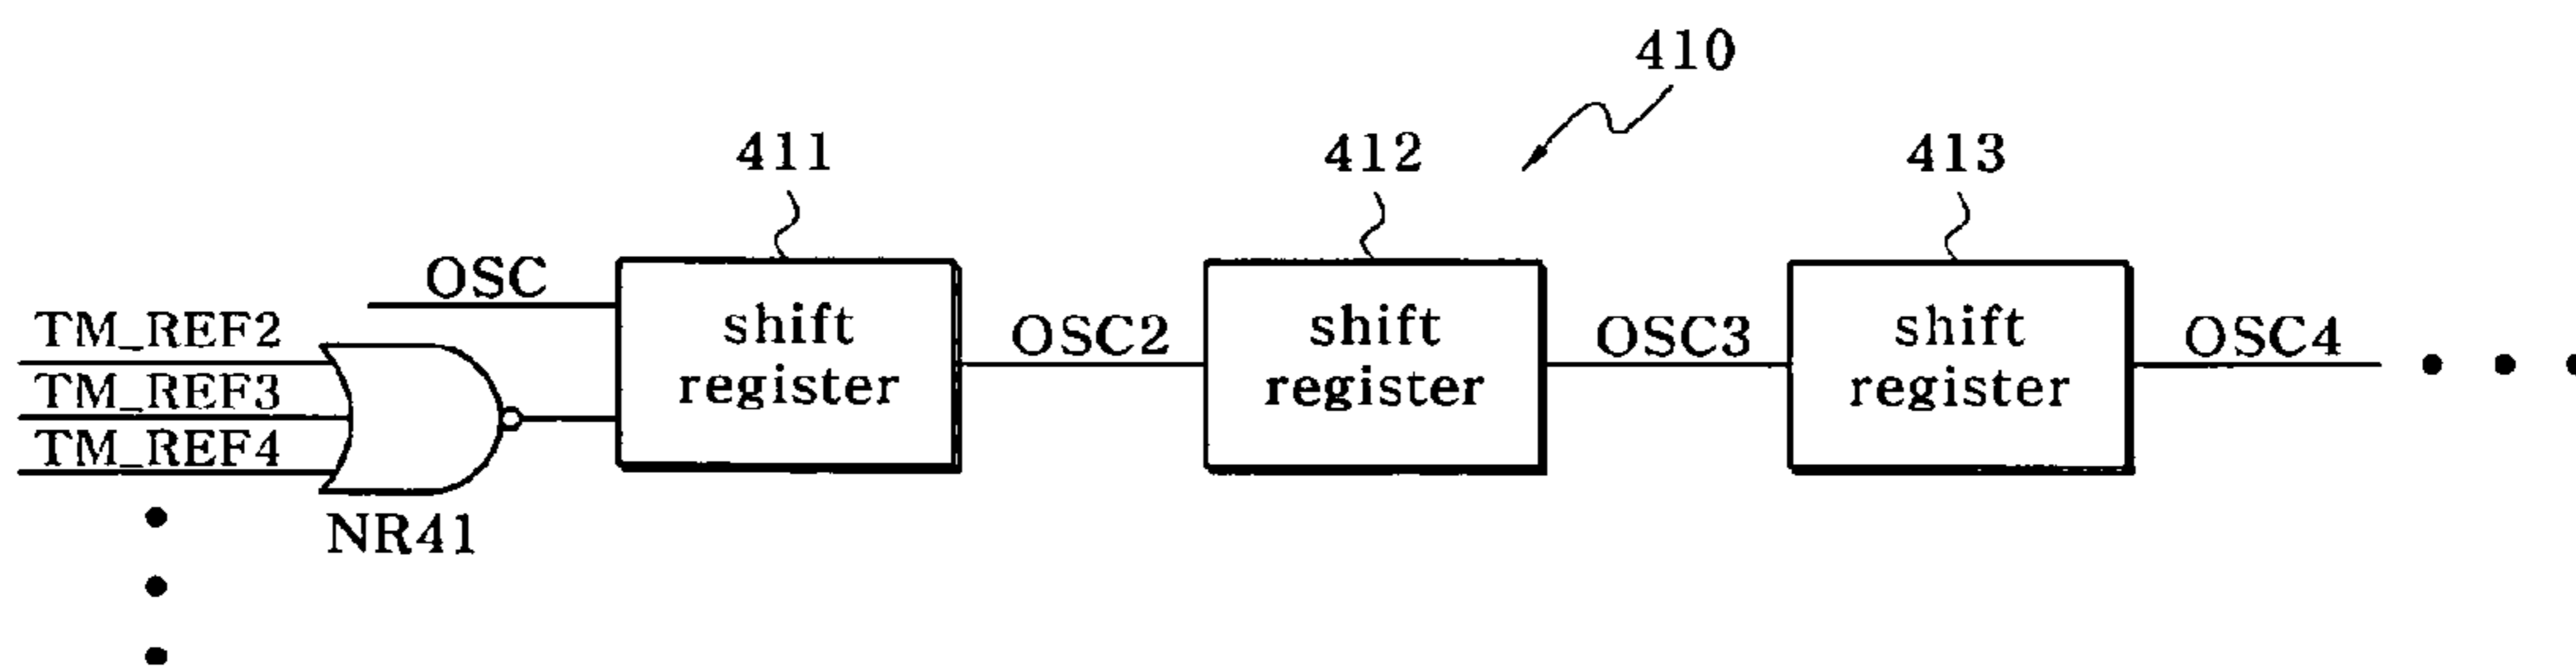 410
411
412
413
OSC
TM_REF2
TM_REF3
TM_REF4
NR41
shift
register
OSC2
shift
register
OSC3
shift
register
OSC4